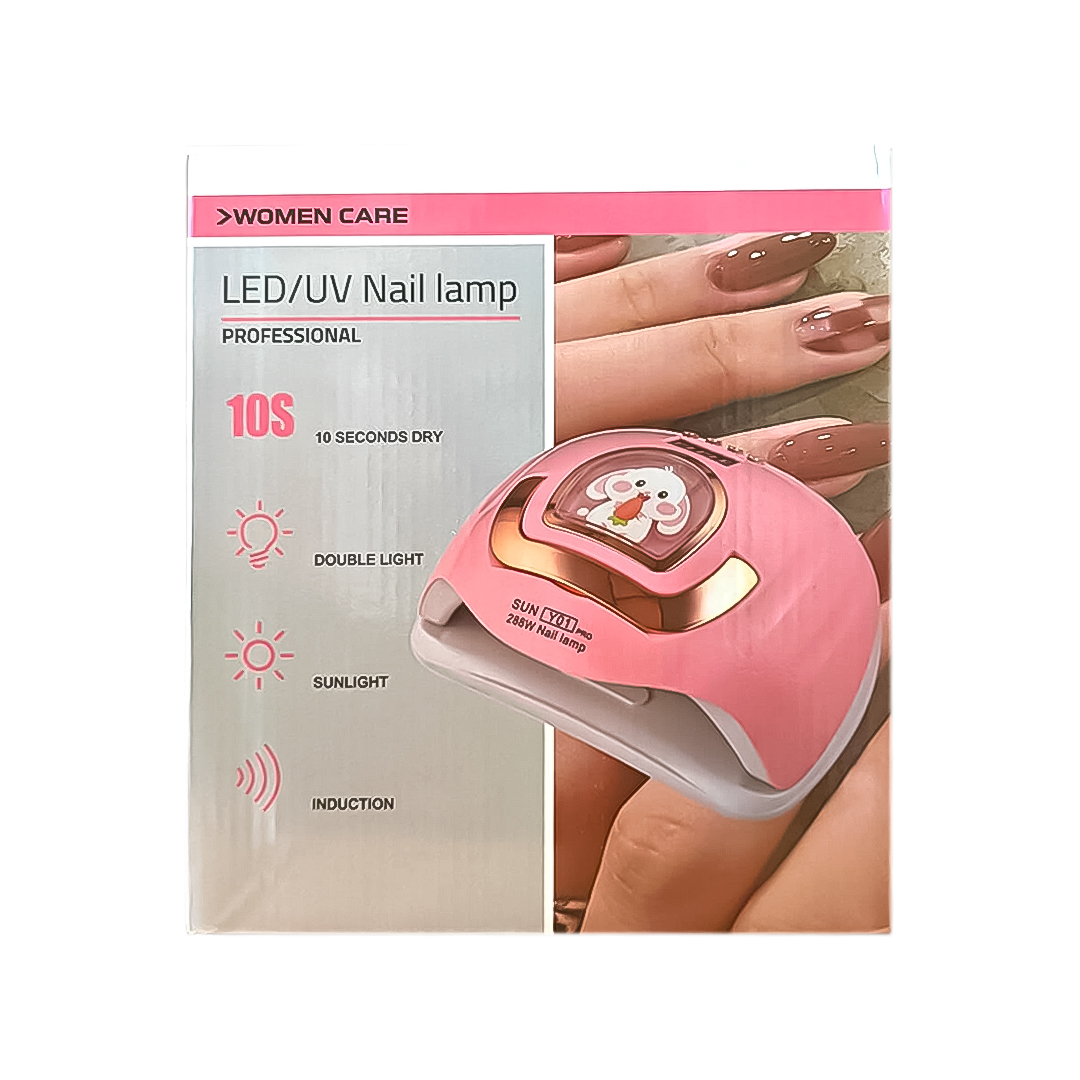 >WOMEN CARE
LED/UV Nail lamp
PROFESSIONAL
10S
10 SECONDS DRY
DOUBLE LIGHT
SUNLIGHT
INDUCTION
SUN Y01 PRO
288W Nail lamp